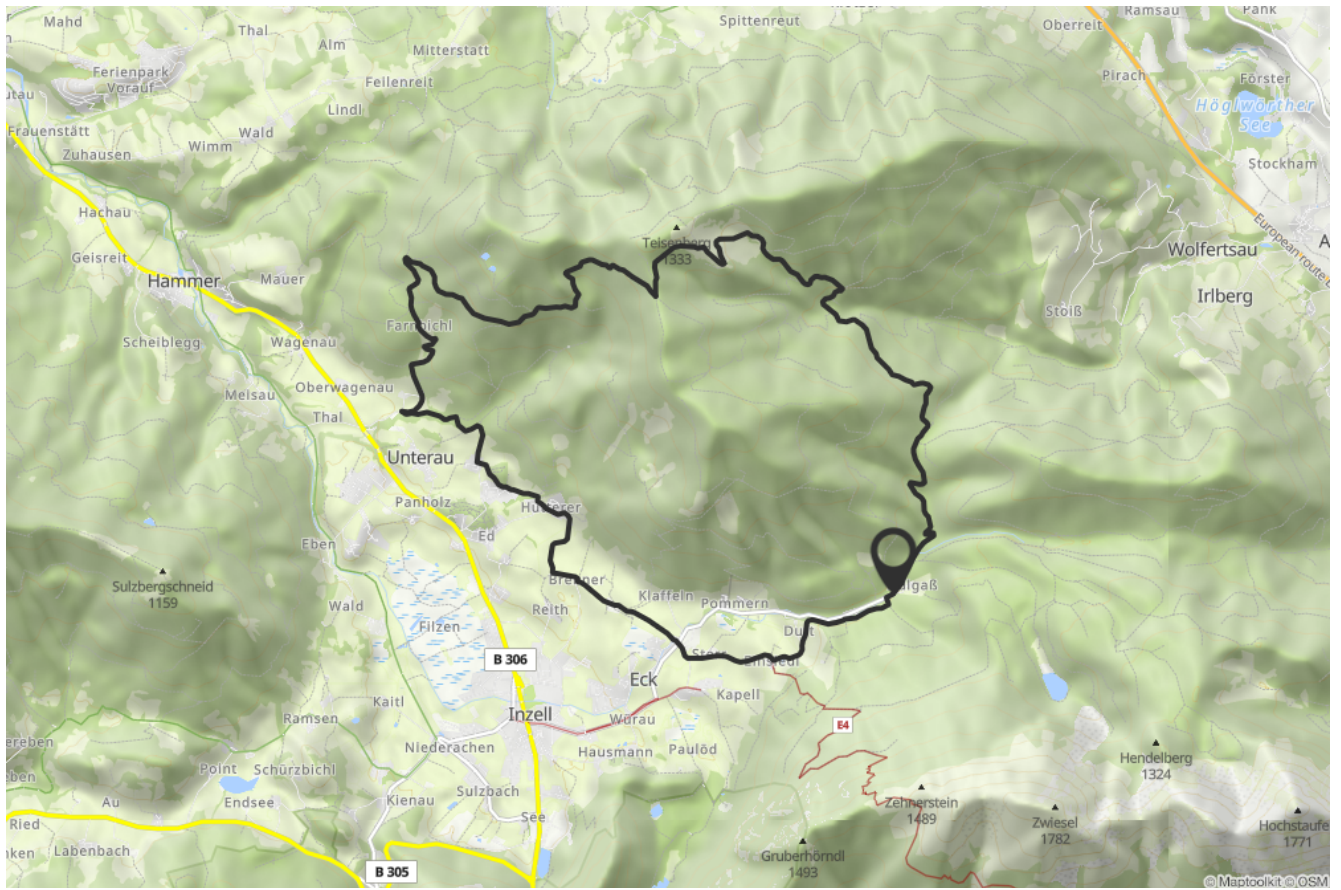 Mahd
Thal
Alm
Mitterstatt
Spittenreut
Oberreit
Ramsau
Pank
Ferienpark
Vorauf
Feilenreit
Lindl
Pirach
Förster
Höglwörther
See
Frauenstätt
Wald
Wimm
Zuhausen
Stockham
Hachau
Geisreit
Hammer
Mauer
Teisenberg
1333
Wolfertsau
European route E
Irlberg
Stoiß
Farnbichl
Scheiblegg
Wagenau
Meisau
Oberwagenau
Thal
Unterau
Panholz
Ed
Hutterer
Eben
Sulzbergschneid
1159
Wald
Filzen
Brenner
Reith
Klaffeln
Pommern
Duft
B 306
Eck
Einsiedl
Kapell
Kaitl
Inzell
Würau
E4
Ramsen
Niederachen
Hausmann
Paulöd
Hendelberg
1324
Point
Schürzbichl
Au
Endsee
Kienau
Sulzbach
See
Zennerstein
1489
Zwiesel
1782
Hochstaufe
1771
Ried
Labenbach
B 305
Gruberhörndl
1493
© Maptoolkit © OSM